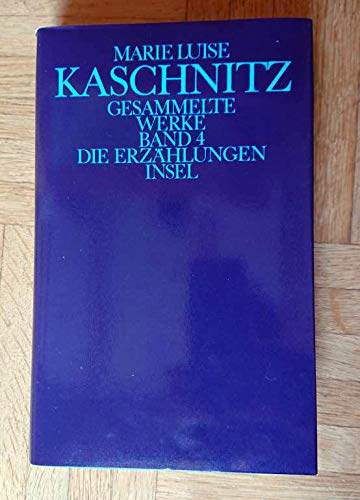 MARIE LUISE
KASCHNITZ
GESAMMELTE
WERKE
BAND 4
DIE ERZÄHLUNGEN
INSEL